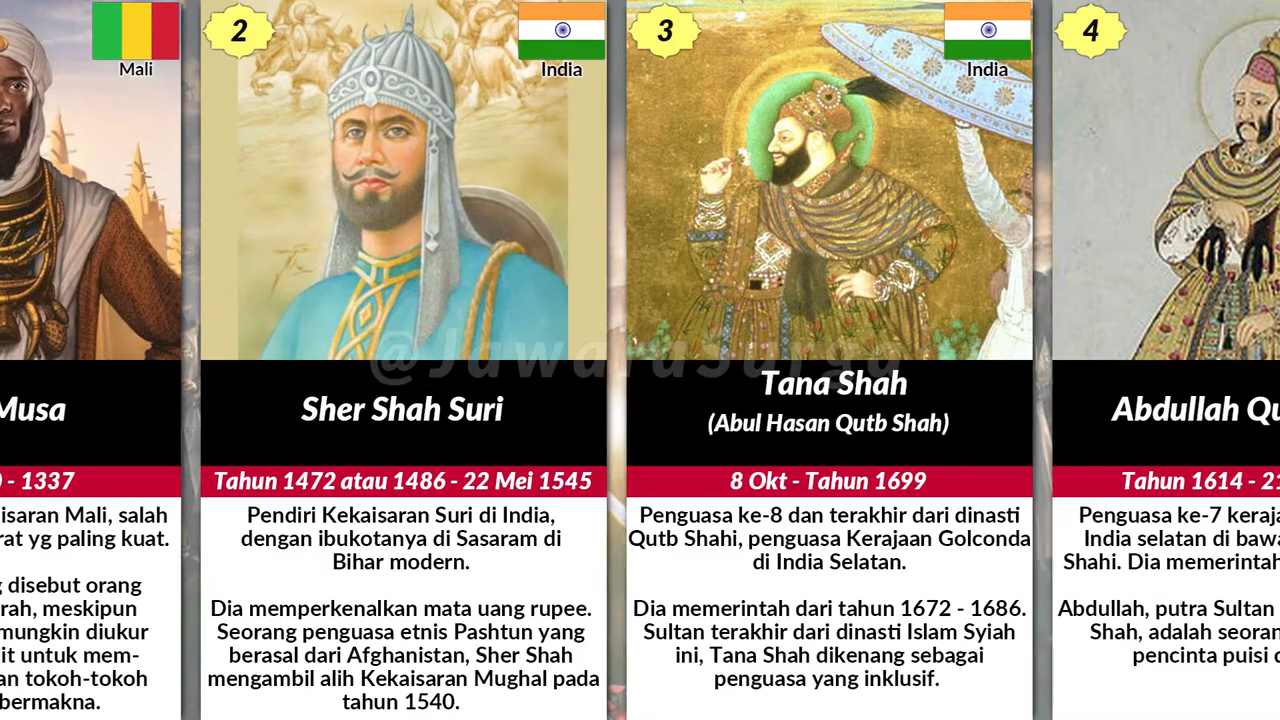 Mali
Musa
- 1337
isaran Mali, salah
rat yg paling kuat.
disebut orang
rah, meskipun
mungkin diukur
it untuk mem-
an tokoh-tokoh
bermakna.
2
India
Sher Shah Suri
Tahun 1472 atau 1486 - 22 Mei 1545
Pendiri Kekaisaran Suri di India,
dengan ibukotanya di Sasaram di
Bihar modern.
Dia memperkenalkan mata uang rupee.
Seorang penguasa etnis Pashtun yang
berasal dari Afghanistan, Sher Shah
mengambil alih Kekaisaran Mughal pada
tahun 1540.
3
India
Tana Shah
(Abul Hasan Qutb Shah)
8 Okt - Tahun 1699
Penguasa ke-8 dan terakhir dari dinasti
Qutb Shahi, penguasa Kerajaan Golconda
di India Selatan.
Dia memerintah dari tahun 1672 - 1686.
Sultan terakhir dari dinasti Islam Syiah
ini, Tana Shah dikenang sebagai
penguasa yang inklusif.
4
Abdullah Qu
Tahun 1614 - 21
Penguasa ke-7 keraja
India selatan di bawa
Shahi. Dia memerintah
Abdullah, putra Sultan
Shah, adalah seoran
pencinta puisi d
@JawaraSurga